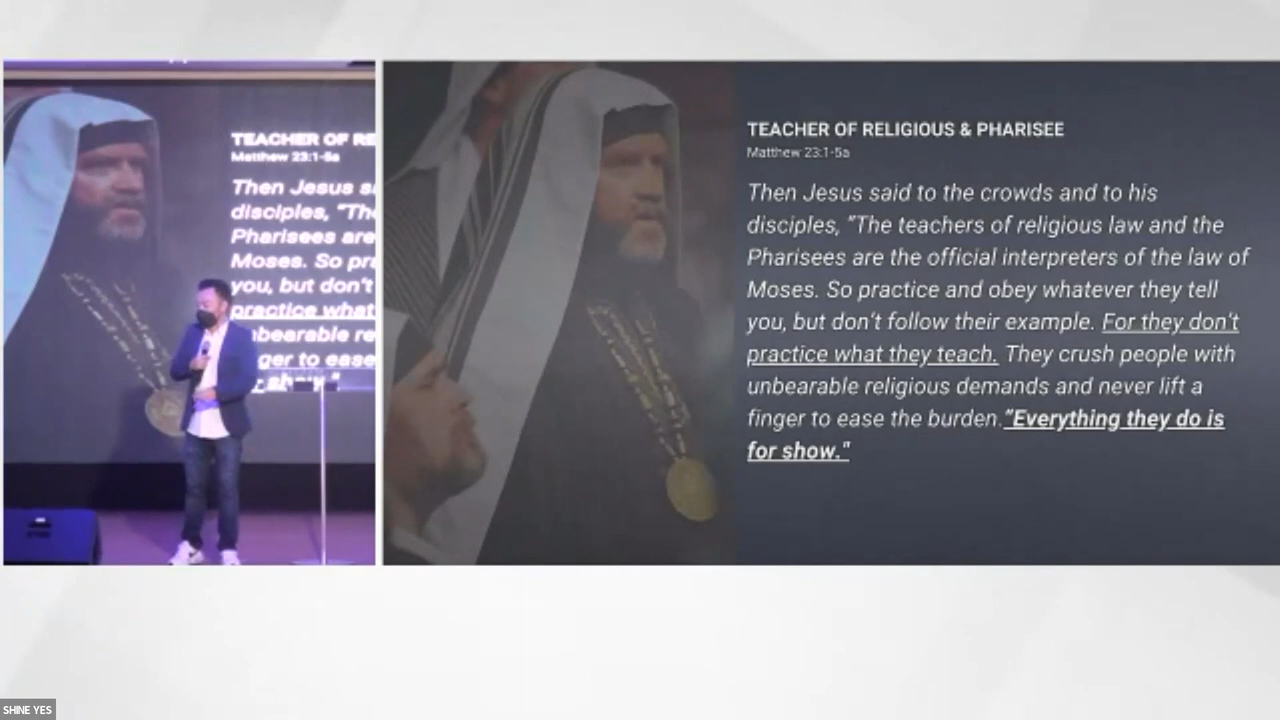 TEACHER OF RE
Matthew 23:1-5a
Then Jesus s
disciples, "The
Pharisees are
Moses. So pr
you, but don't
practice what
nbearable re
ger to ease
show."
TEACHER OF RELIGIOUS & PHARISEE
Matthew 23:1-5a
Then Jesus said to the crowds and to his
disciples, "The teachers of religious law and the
Pharisees are the official interpreters of the law of
Moses. So practice and obey whatever they tell
you, but don't follow their example. For they don't
practice what they teach. They crush people with
unbearable religious demands and never lift a
finger to ease the burden."Everything they do is
for show."
SHINE YES